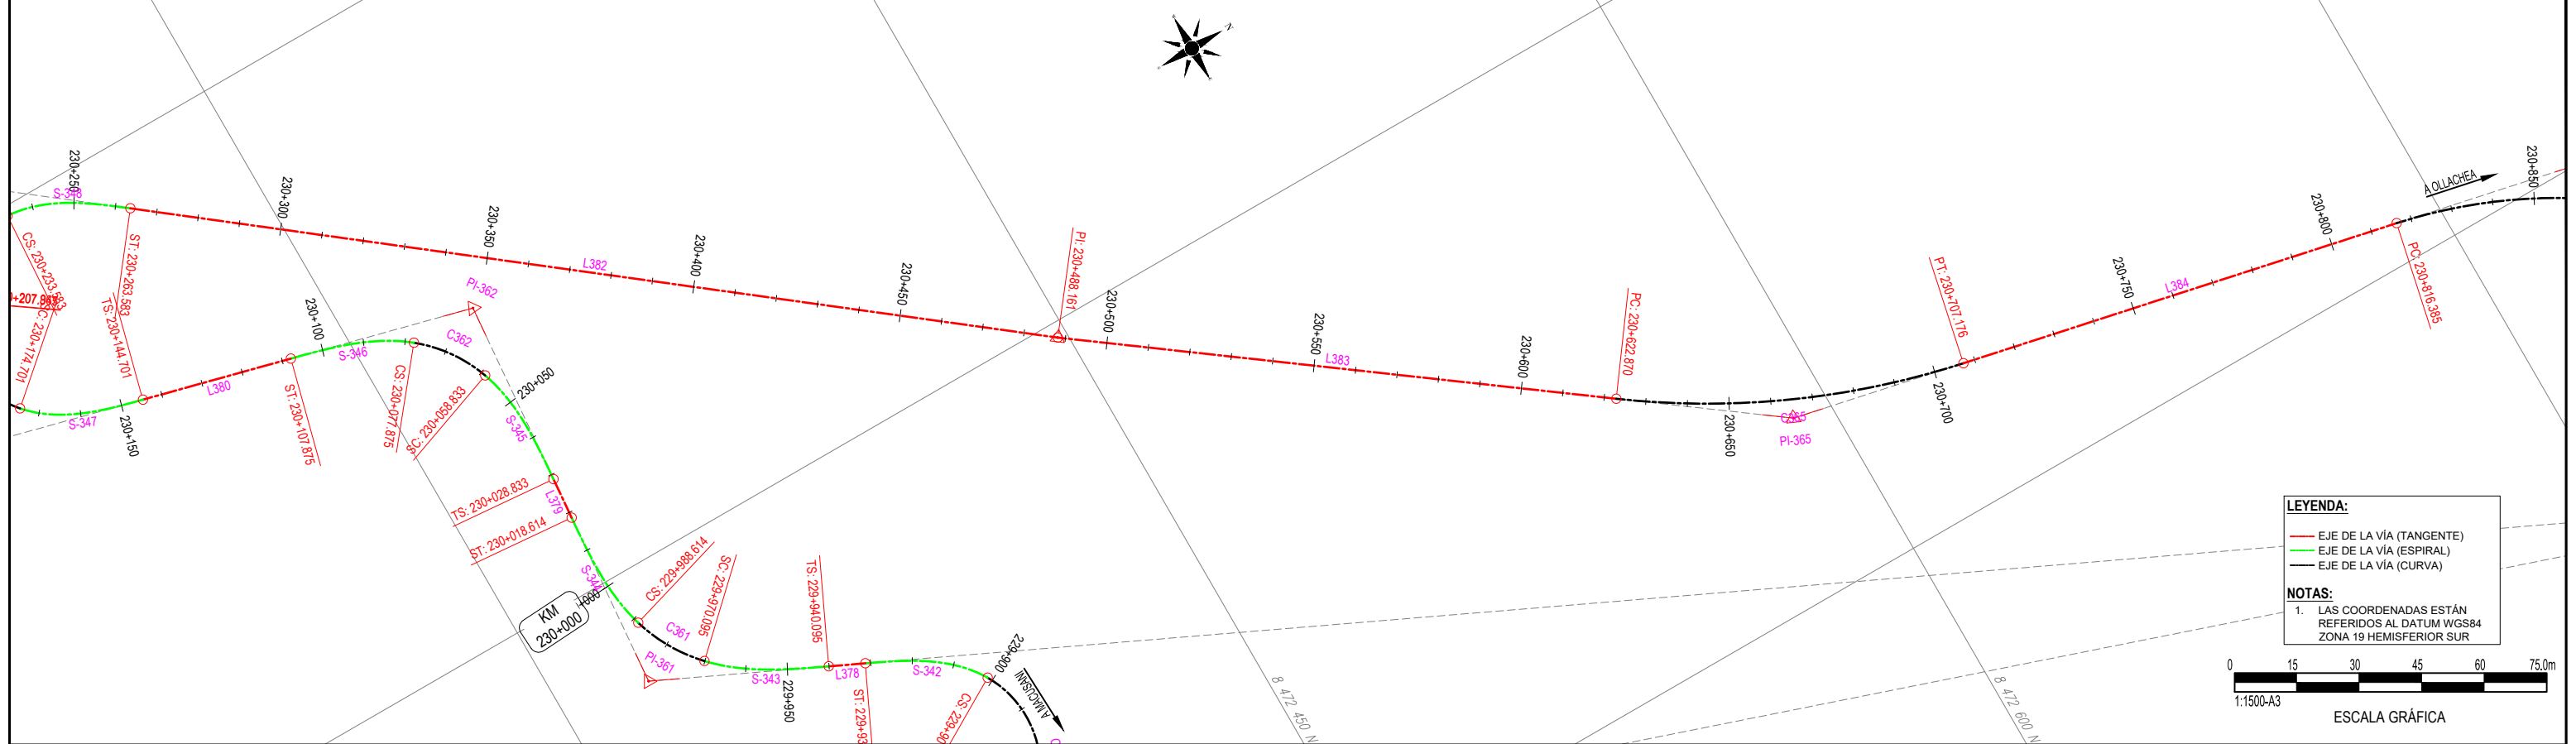 N
230+250
S-348
230+300
230+350
L382
230+400
230+450
PI: 230+488.161
230+500
230+550
L383
230+600
PC: 230+622.870
230+650
C365
PI-365
230+700
PT: 230+707.176
230+750
L384
230+800
PC: 230+816.385
A OLLACHEA
230+850
CS: 230+233.583
ST: 230+263.583
TS: 230+144.701
+207.967
SC: 230+174.701
S-347
230+150
L380
230+100
ST: 230+107.875
S-346
PI-362
C362
CS: 230+077.875
SC: 230+058.833
230+050
S-345
TS: 230+028.833
L379
ST: 230+018.614
S-344
KM
230+000
+000
CS: 229+988.614
C361
PI-361
SC: 229+970.095
S-343
229+950
TS: 229+940.095
L378
ST: 229+93
S-342
CS: 229+90
229+900
A MACUSANI
8 472 450 N
8 472 600 N
LEYENDA:
EJE DE LA VÍA (TANGENTE)
EJE DE LA VÍA (ESPIRAL)
EJE DE LA VÍA (CURVA)
NOTAS:
1. LAS COORDENADAS ESTÁN
REFERIDOS AL DATUM WGS84
ZONA 19 HEMISFERIO SUR
0 15 30 45 60 75.0m
1:1500-A3
ESCALA GRÁFICA